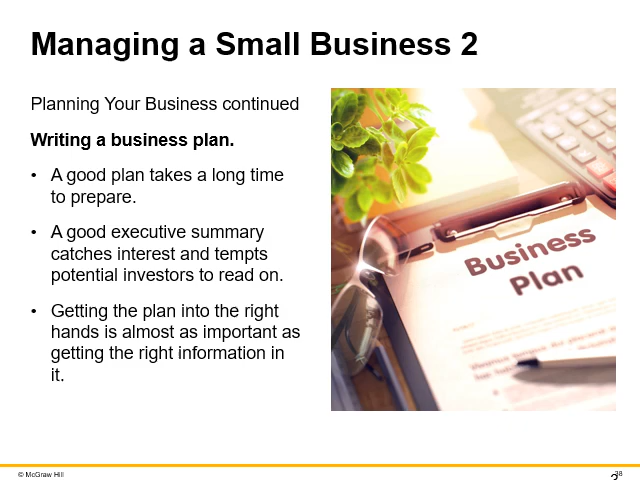 Managing a Small Business 2
Planning Your Business continued
Writing a business plan.
• A good plan takes a long time
to prepare.
• A good executive summary
catches interest and tempts
potential investors to read on.
• Getting the plan into the right
hands is almost as important as
getting the right information in
it.
Business
Plan
© McGraw Hill
38